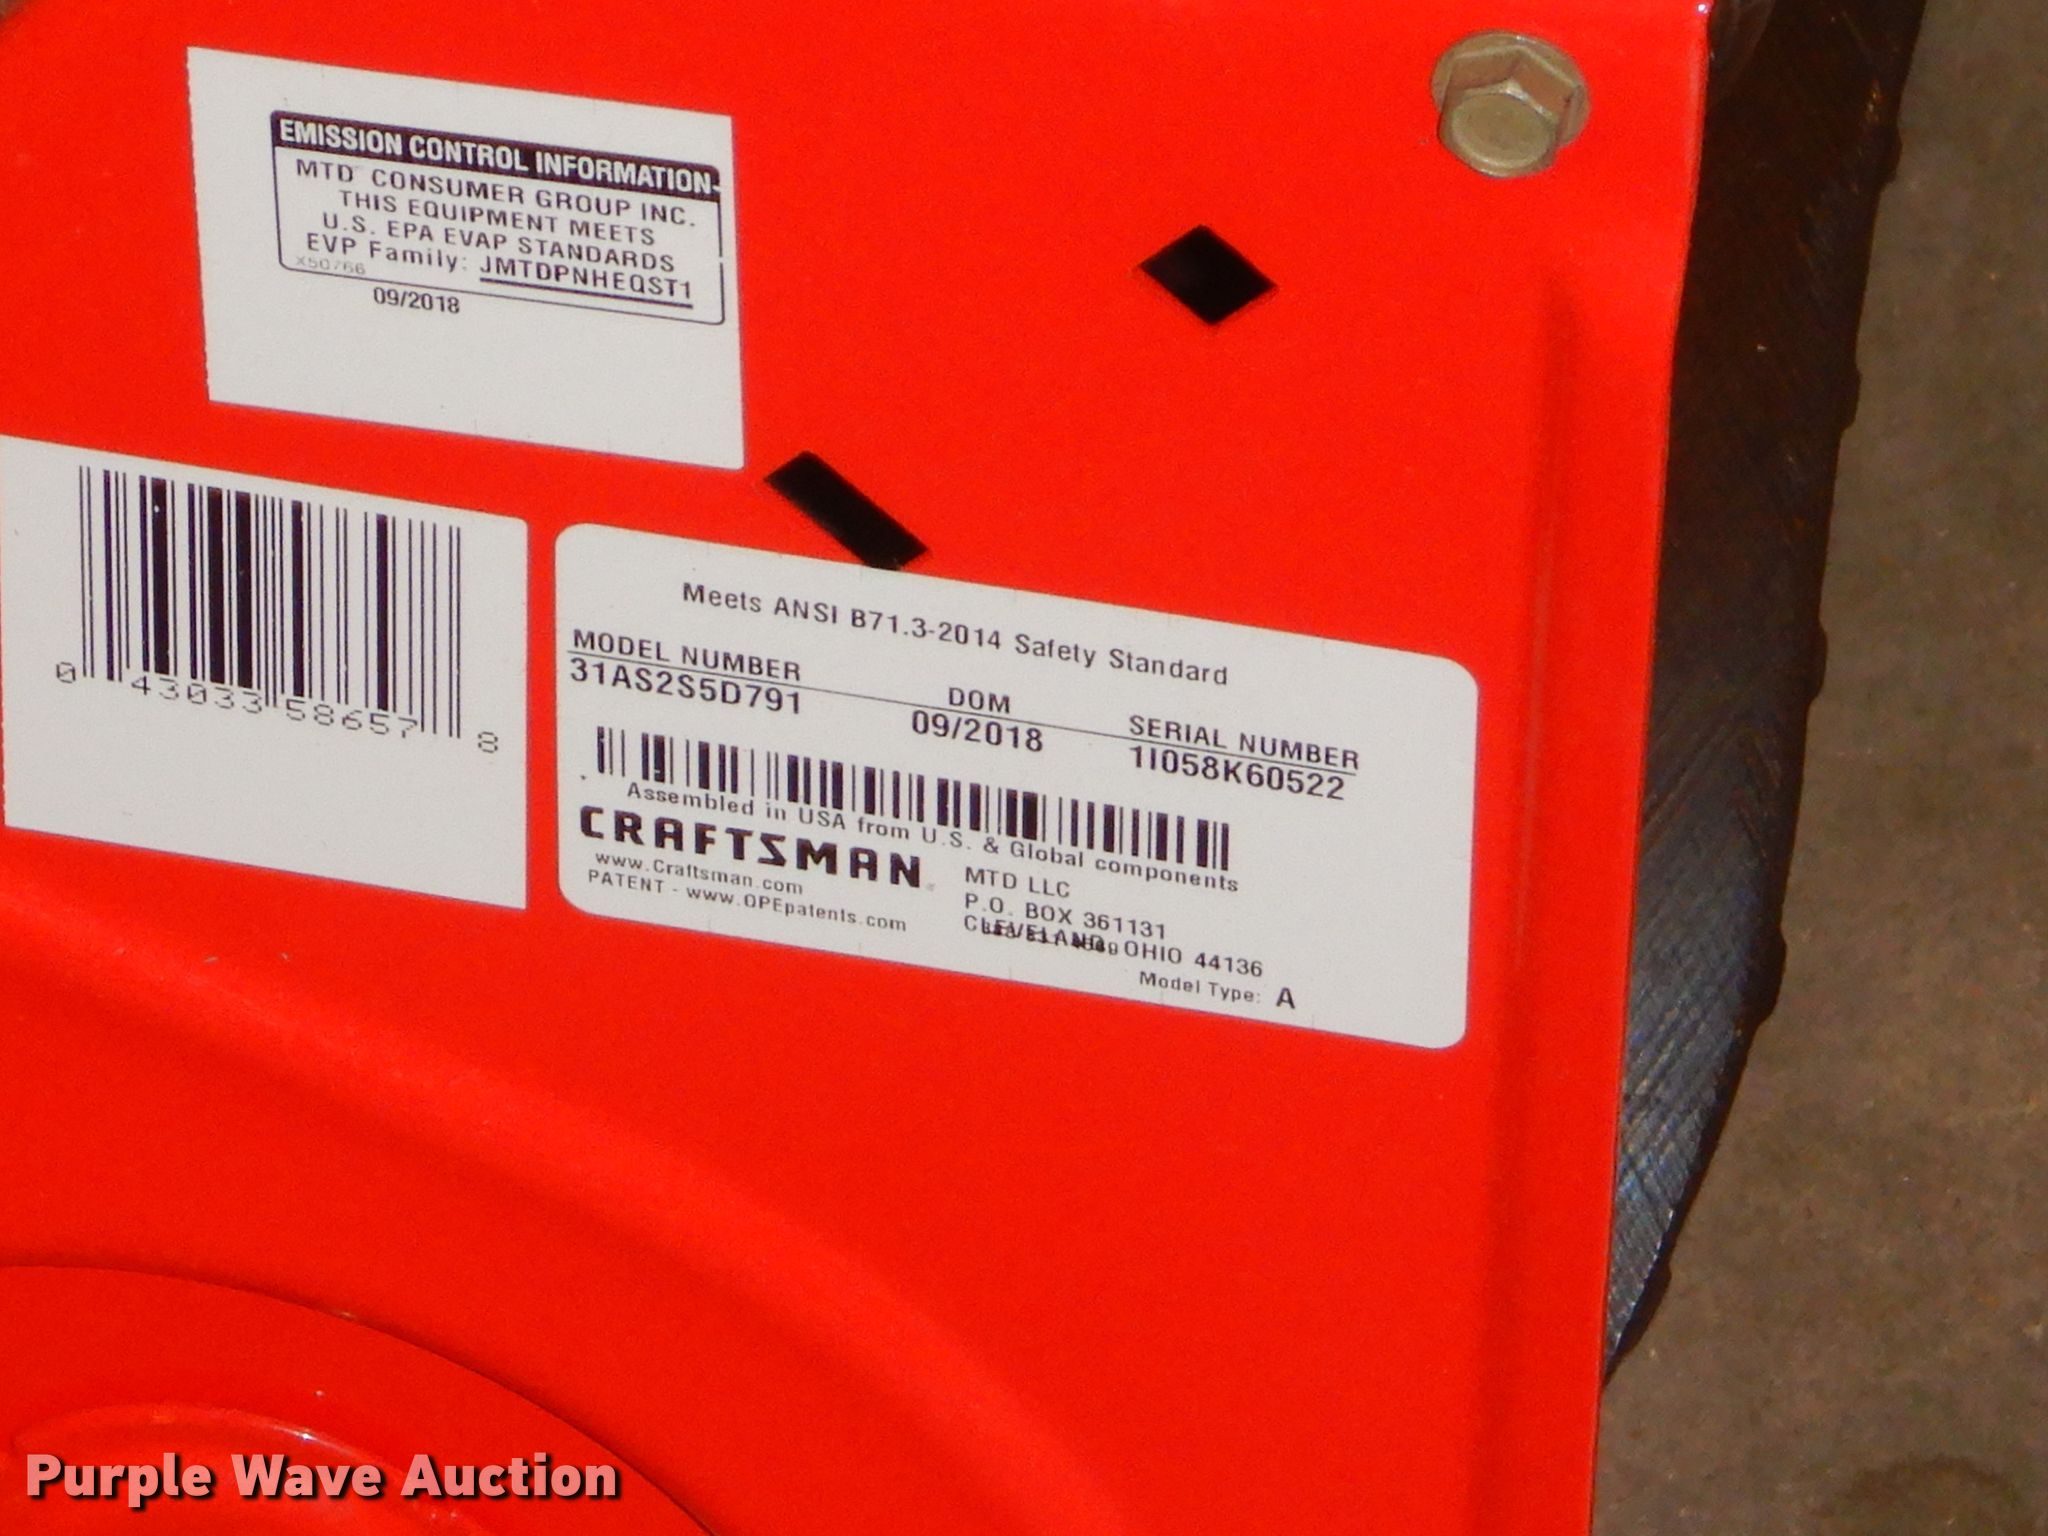 EMISSION CONTROL INFORMATION
MTD CONSUMER GROUP INC.
THIS EQUIPMENT MEETS
U.S. EPA EVAP STANDARDS
EVP Family: JMTDPNHEQST1
X50766
09/2018
0 43033 58657 8
Meets ANSI B71.3-2014 Safety Standard
MODEL NUMBER DOM SERIAL NUMBER
31AS2S5D791 09/2018 1I058K60522
Assembled in USA from U.S. & Global components
CRAFTSMAN
www.Craftsman.com
PATENT - www.OPEpatents.com
MTD LLC
P.O. BOX 361131
CLEVELAND, OHIO 44136
Model Type: A
Purple Wave Auction